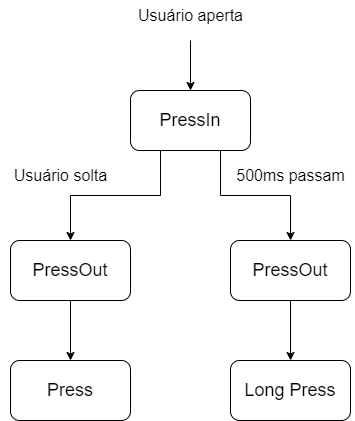 Usuário aperta
PressIn
Usuário solta
500ms passam
PressOut
PressOut
Press
Long Press